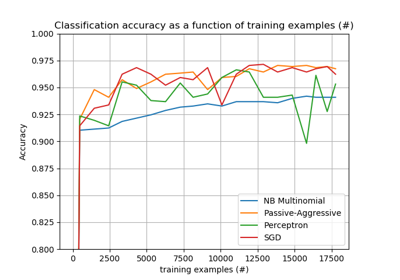 Classification accuracy as a function of training examples (#)
1.000
0.975
0.950
0.925
0.900
0.875
0.850
0.825
0.800
Accuracy
NB Multinomial
Passive-Aggressive
Perceptron
SGD
0 2500 5000 7500 10000 12500 15000 17500
training examples (#)